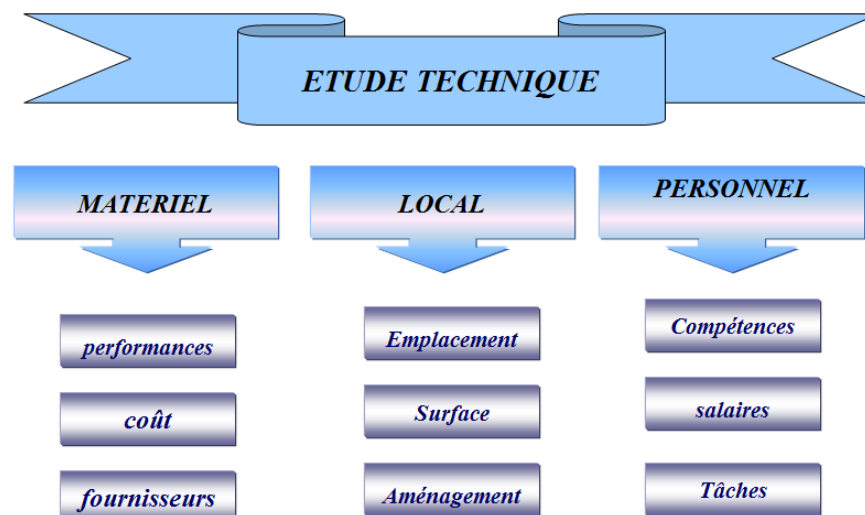 ETUDE TECHNIQUE
MATERIEL
LOCAL
PERSONNEL
performances
Emplacement
Compétences
coût
Surface
salaires
fournisseurs
Aménagement
Tâches